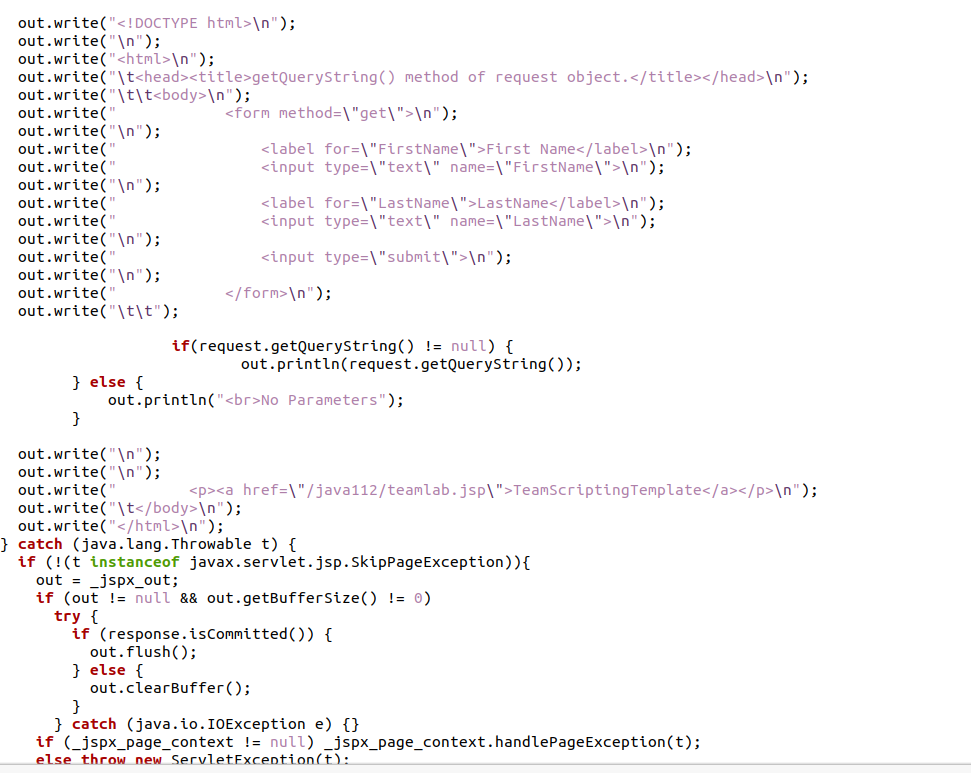 out.write("<!DOCTYPE html>\n");
out.write("\n");
out.write("<html>\n");
out.write("\t<head><title>getQueryString() method of request object.</title></head>\n");
out.write("\t\t<body>\n");
out.write("            <form method=\"get\">\n");
out.write("\n");
out.write("                <label for=\"FirstName\">First Name</label>\n");
out.write("                <input type=\"text\" name=\"FirstName\">\n");
out.write("\n");
out.write("                <label for=\"LastName\">LastName</label>\n");
out.write("                <input type=\"text\" name=\"LastName\">\n");
out.write("\n");
out.write("                <input type=\"submit\">\n");
out.write("\n");
out.write("            </form>\n");
out.write("\t\t");
if(request.getQueryString() != null) {
out.println(request.getQueryString());
} else {
out.println("<br>No Parameters");
}
out.write("\n");
out.write("\n");
out.write("        <p><a href=\"/java112/teamlab.jsp\">TeamScriptingTemplate</a></p>\n");
out.write("\t</body>\n");
out.write("</html>\n");
} catch (java.lang.Throwable t) {
if (!(t instanceof javax.servlet.jsp.SkipPageException)){
out = _jspx_out;
if (out != null && out.getBufferSize() != 0)
try {
if (response.isCommitted()) {
out.flush();
} else {
out.clearBuffer();
}
} catch (java.io.IOException e) {}
if (_jspx_page_context != null) _jspx_page_context.handlePageException(t);
else throw new ServletException(t);